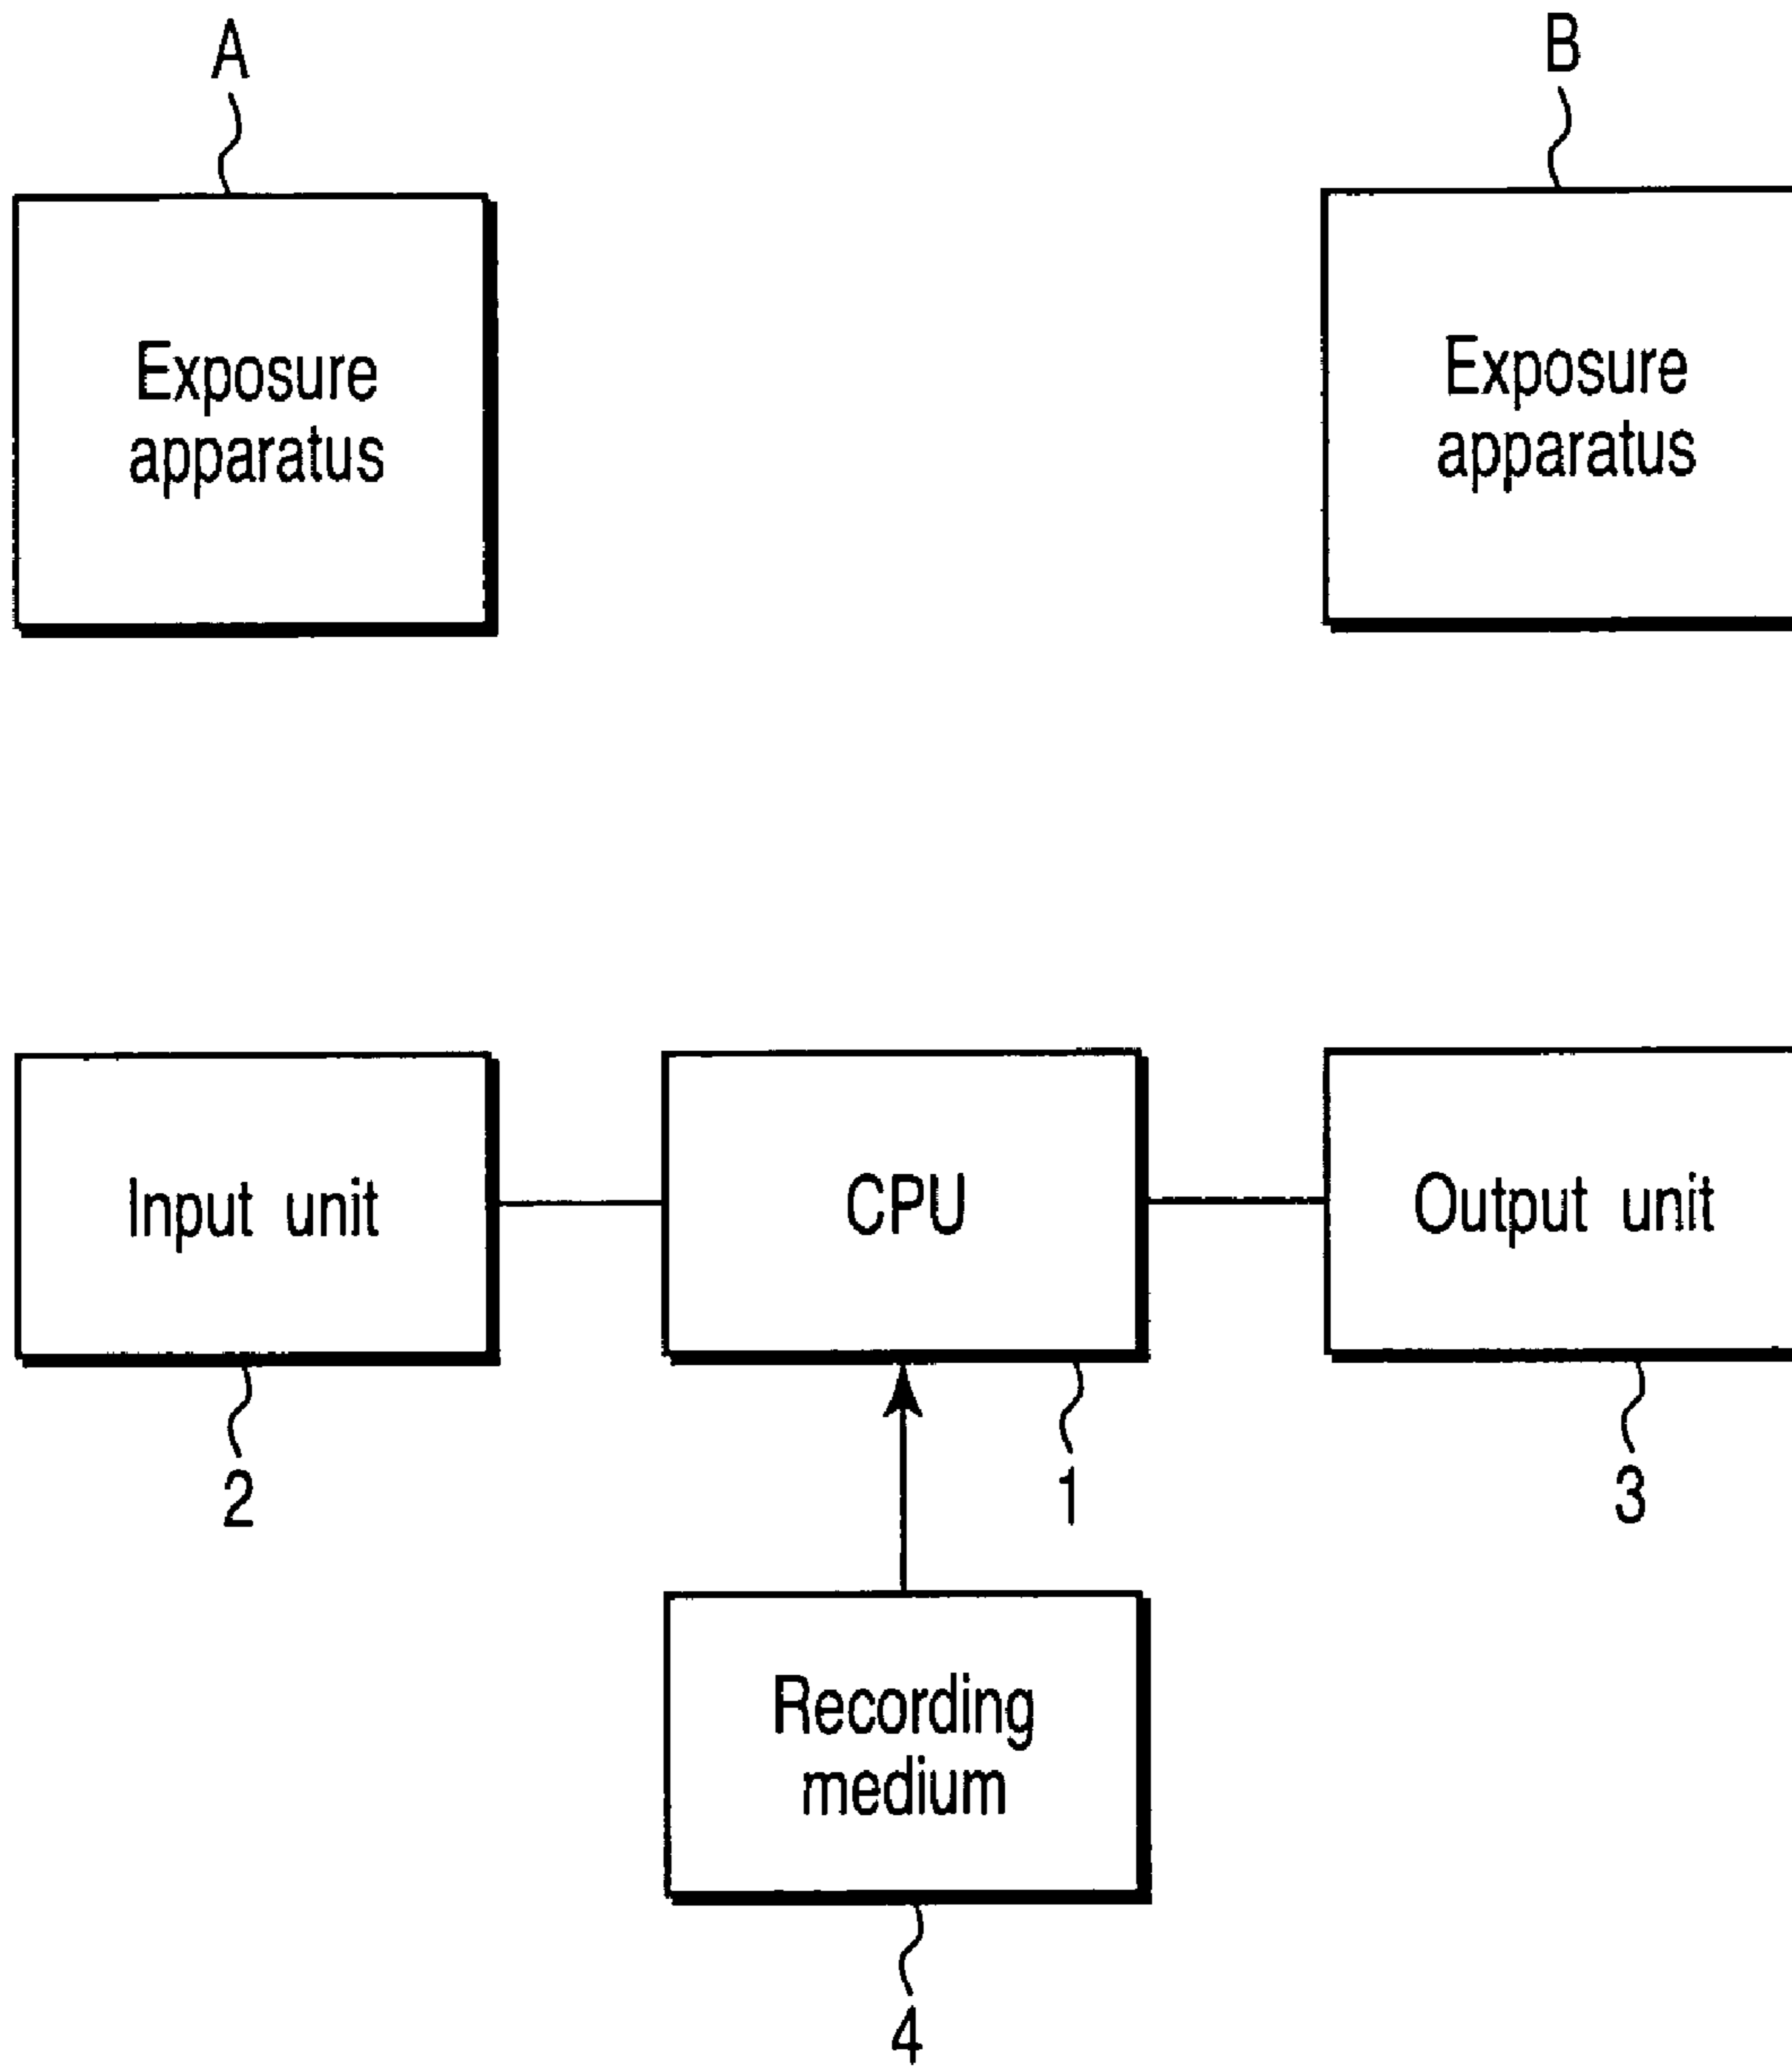 A
B
Exposure
apparatus
Exposure
apparatus
Input unit
CPU
Output unit
2
1
3
Recording
medium
4